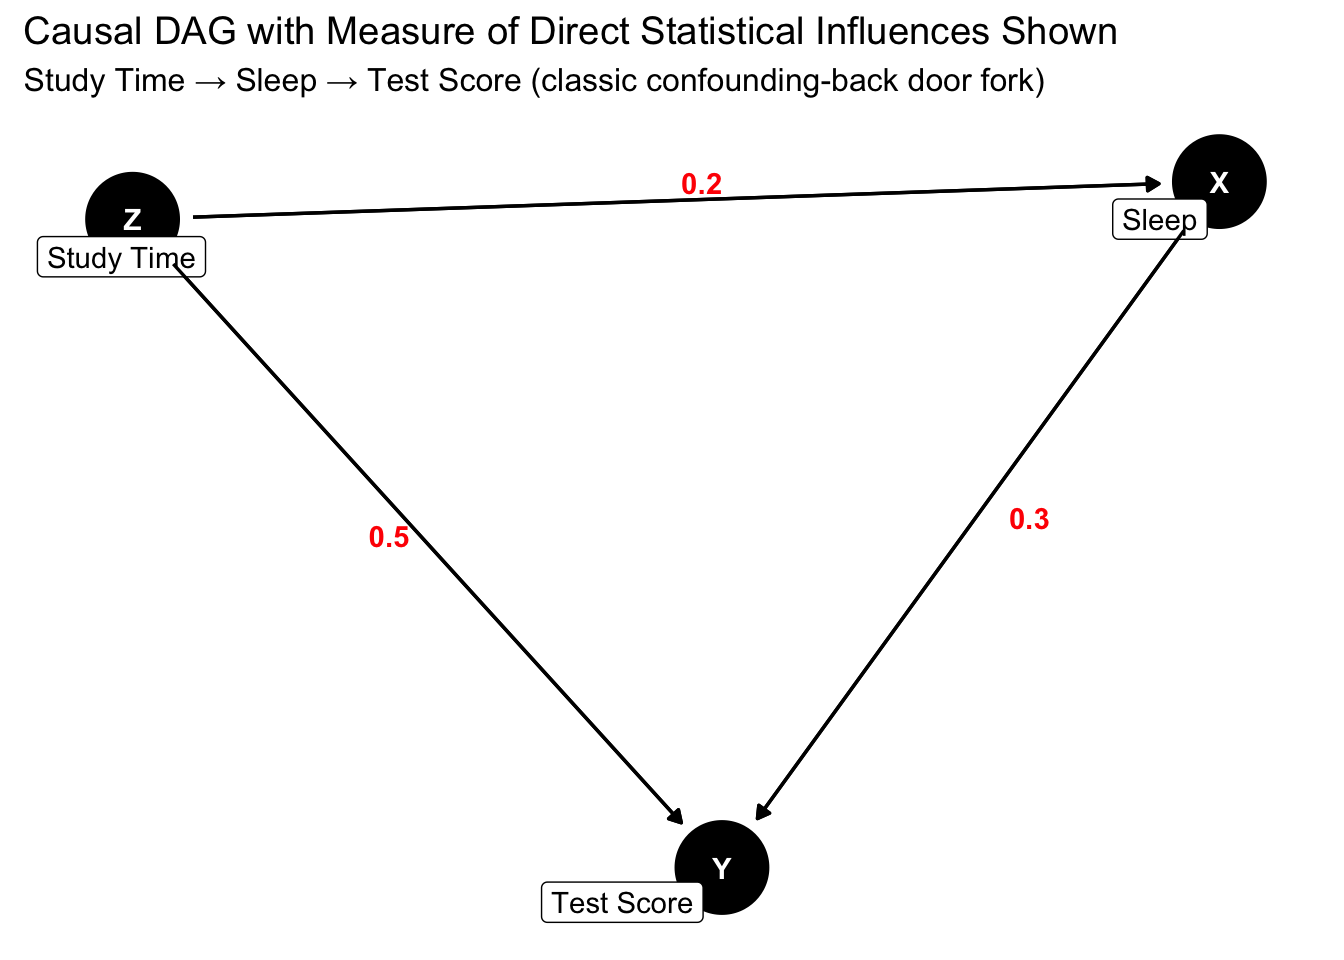 Causal DAG with Measure of Direct Statistical Influences Shown
Study Time → Sleep → Test Score (classic confounding-back door fork)
0.2
X
Z
Sleep
Study Time
0.3
0.5
Y
Test Score